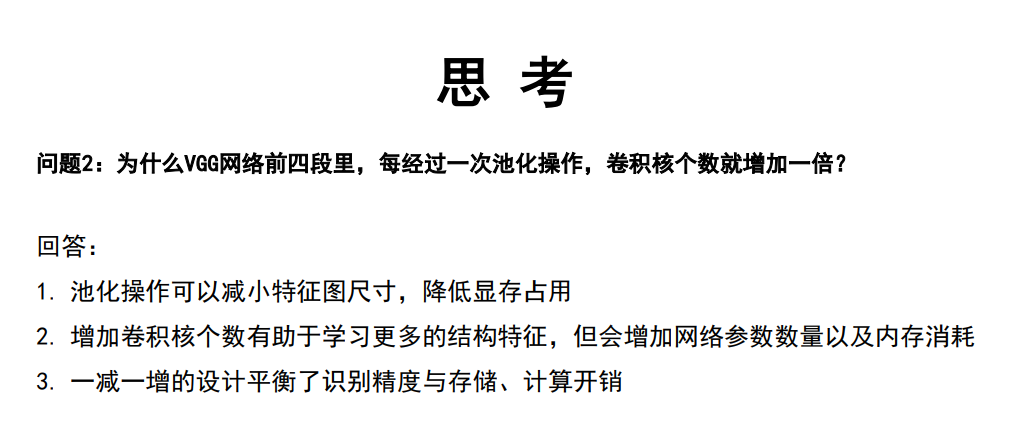 思 考
问题2：为什么VGG网络前四段里，每经过一次池化操作，卷积核个数就增加一倍？
回答：
1. 池化操作可以减小特征图尺寸，降低显存占用
2. 增加卷积核个数有助于学习更多的结构特征，但会增加网络参数数量以及内存消耗
3. 一减一增的设计平衡了识别精度与存储、计算开销